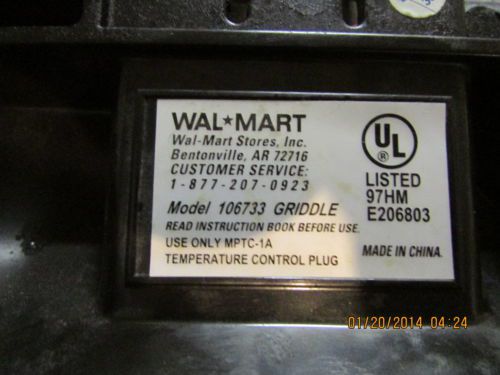 WAL★MART
Wal-Mart Stores, Inc.
Bentonville, AR 72716
CUSTOMER SERVICE:
1-877-207-0923
Model 106733 GRIDDLE
READ INSTRUCTION BOOK BEFORE USE.
USE ONLY MPTC-1A
TEMPERATURE CONTROL PLUG
UL
LISTED
97HM
E206803
MADE IN CHINA.
01/20/2014 04:24